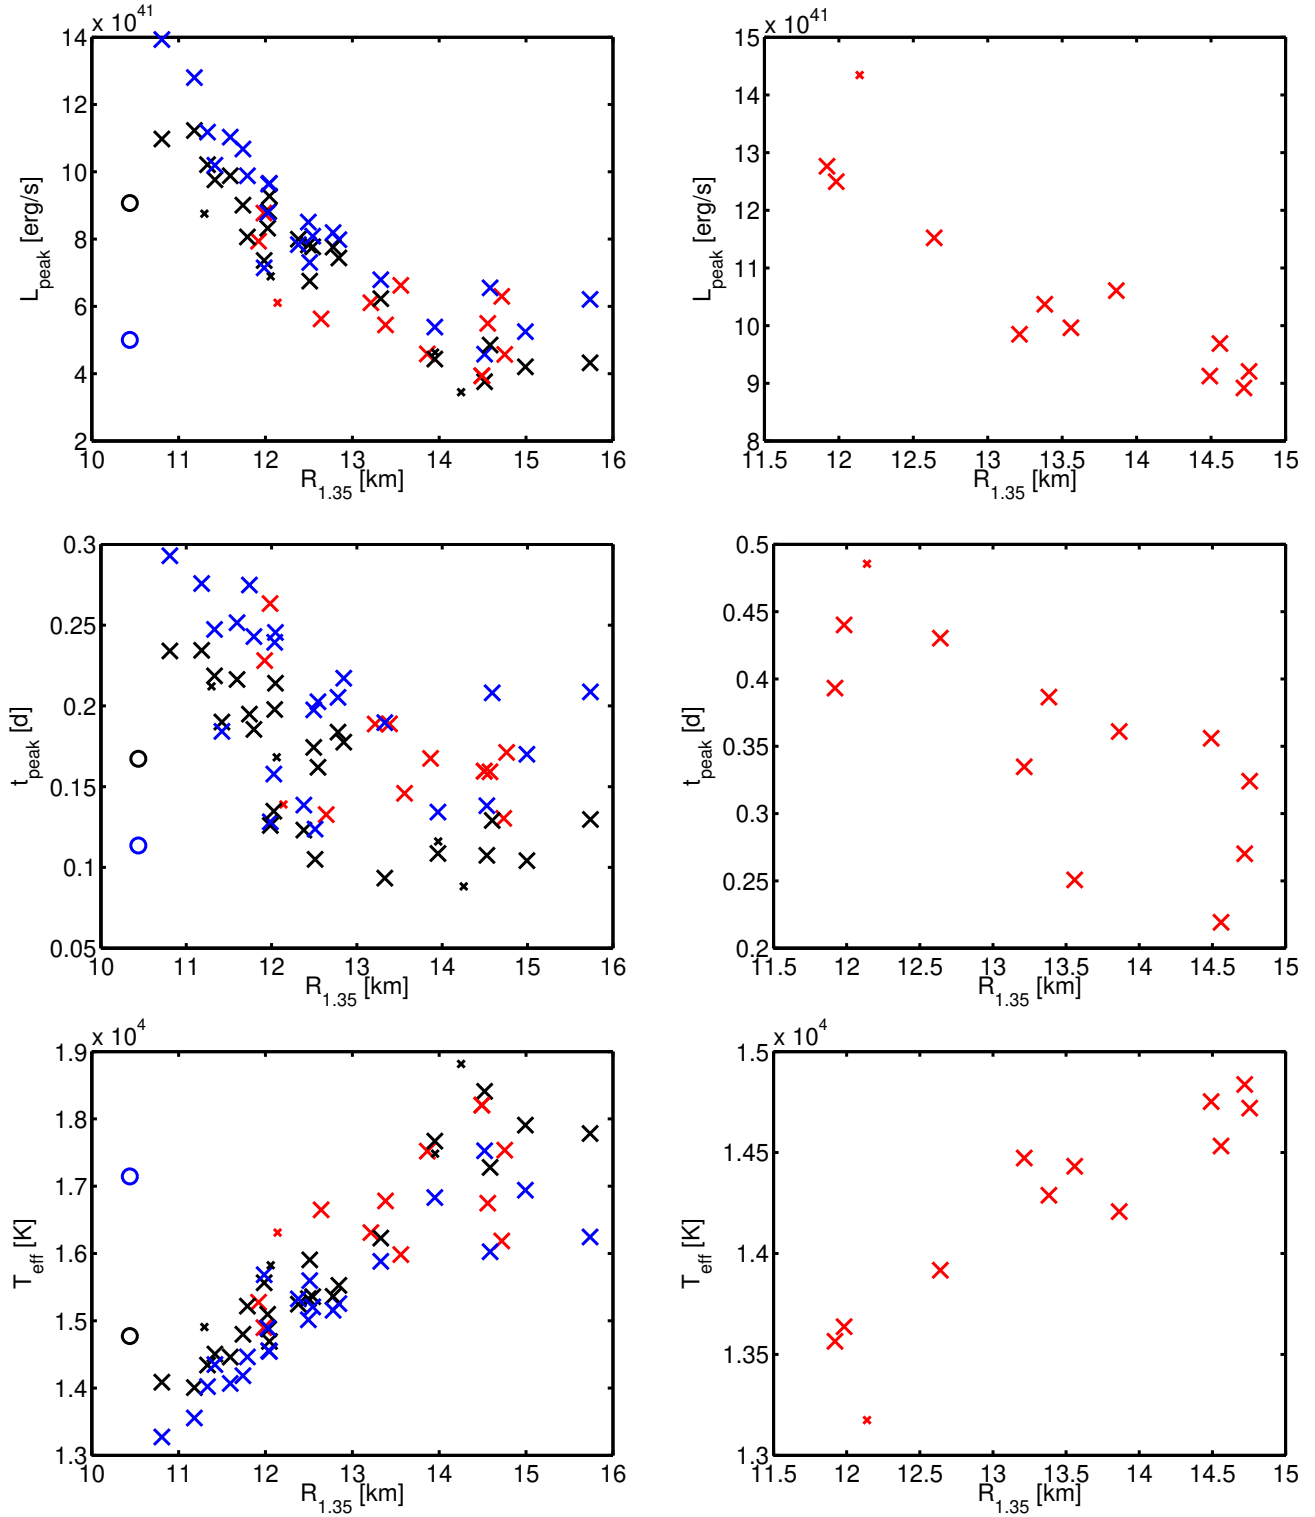 x 10^41
14
12
10
8
6
4
2
L_peak [erg/s]
10 11 12 13 14 15 16
R_1.35 [km]
x 10^41
15
14
13
12
11
10
9
8
L_peak [erg/s]
11.5 12 12.5 13 13.5 14 14.5 15
R_1.35 [km]
0.3
0.25
0.2
0.15
0.1
0.05
t_peak [d]
10 11 12 13 14 15 16
R_1.35 [km]
0.5
0.45
0.4
0.35
0.3
0.25
0.2
t_peak [d]
11.5 12 12.5 13 13.5 14 14.5 15
R_1.35 [km]
x 10^4
1.9
1.8
1.7
1.6
1.5
1.4
1.3
T_eff [K]
10 11 12 13 14 15 16
R_1.35 [km]
x 10^4
1.5
1.45
1.4
1.35
1.3
T_eff [K]
11.5 12 12.5 13 13.5 14 14.5 15
R_1.35 [km]